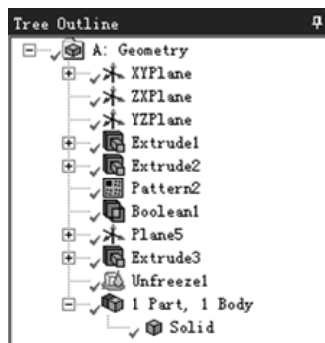 Tree Outline
A: Geometry
XYPlane
ZXPlane
YZPlane
Extrude1
Extrude2
Pattern2
Boolean1
Plane5
Extrude3
Unfreeze1
1 Part, 1 Body
Solid